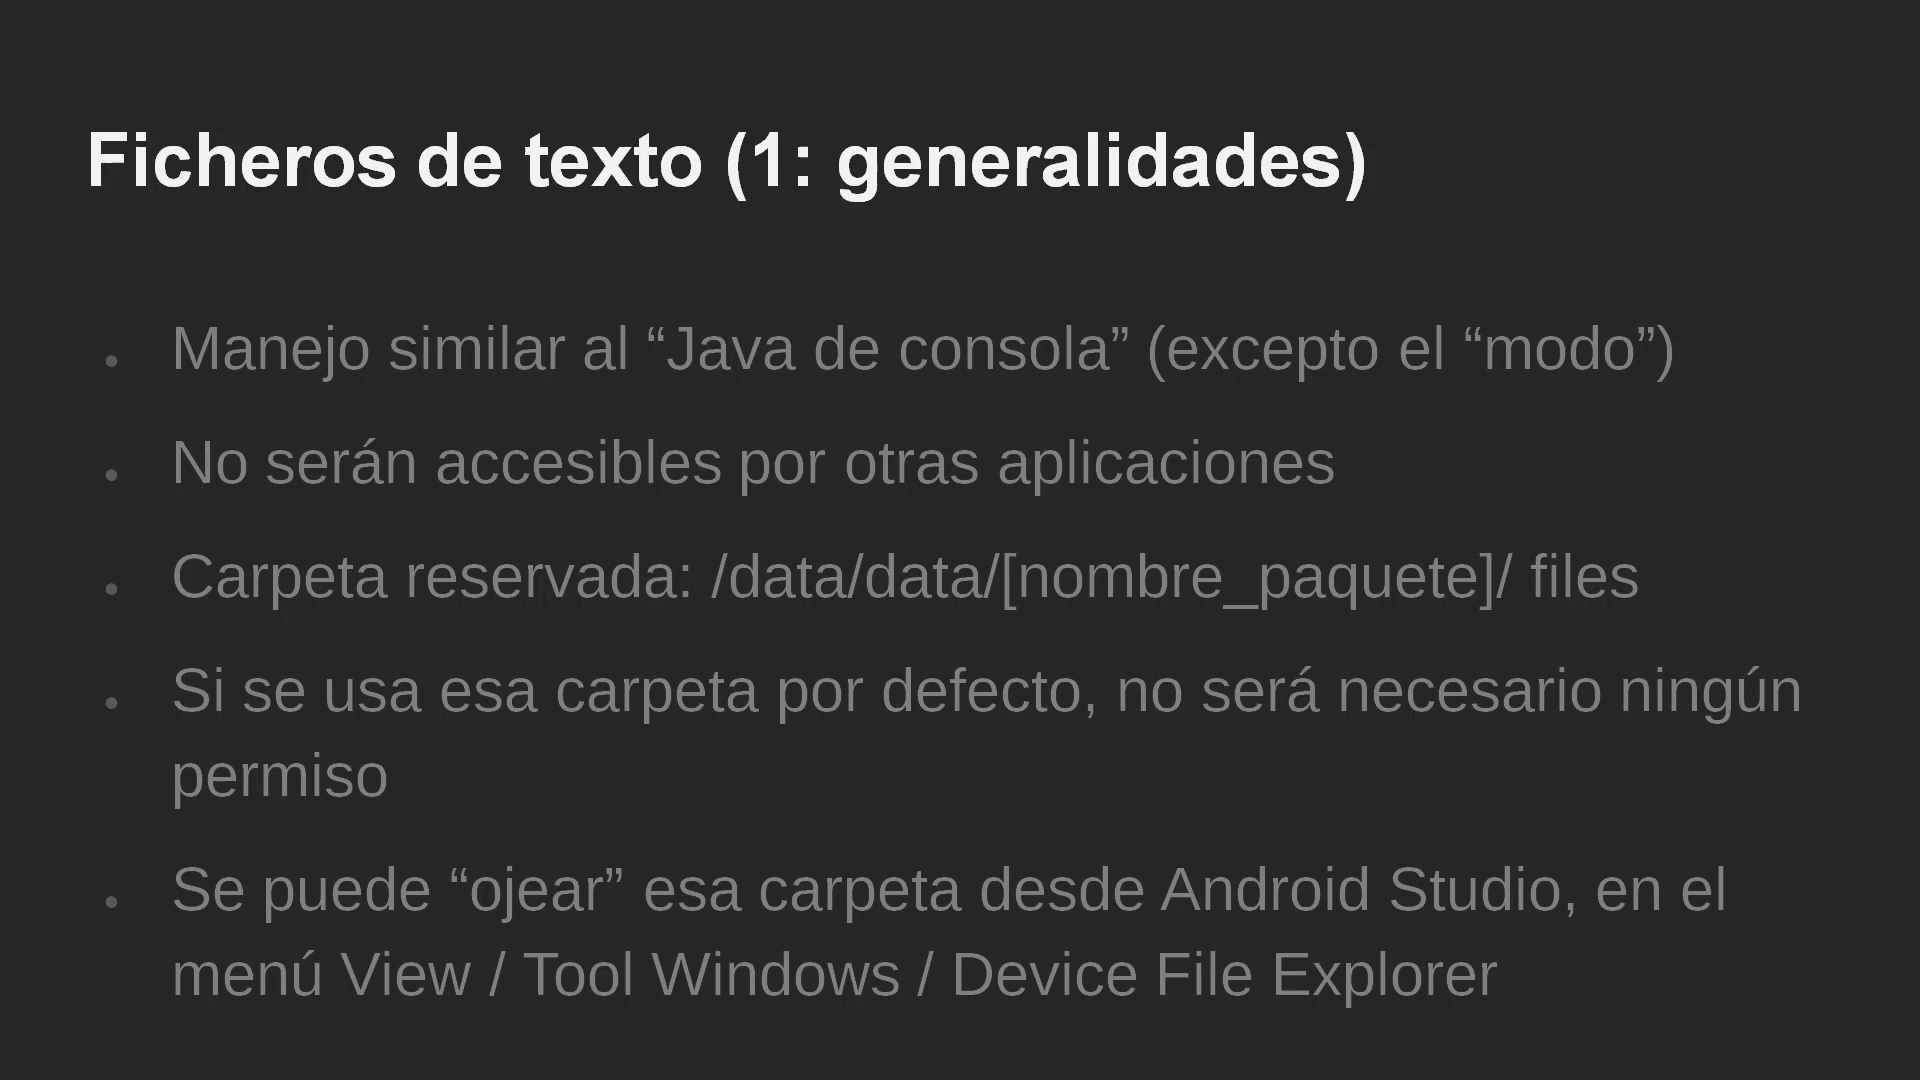 Ficheros de texto (1: generalidades)
Manejo similar al “Java de consola” (excepto el “modo”)
No serán accesibles por otras aplicaciones
Carpeta reservada: /data/data/[nombre_paquete]/ files
Si se usa esa carpeta por defecto, no será necesario ningún
permiso
Se puede “ojear” esa carpeta desde Android Studio, en el
menú View / Tool Windows / Device File Explorer